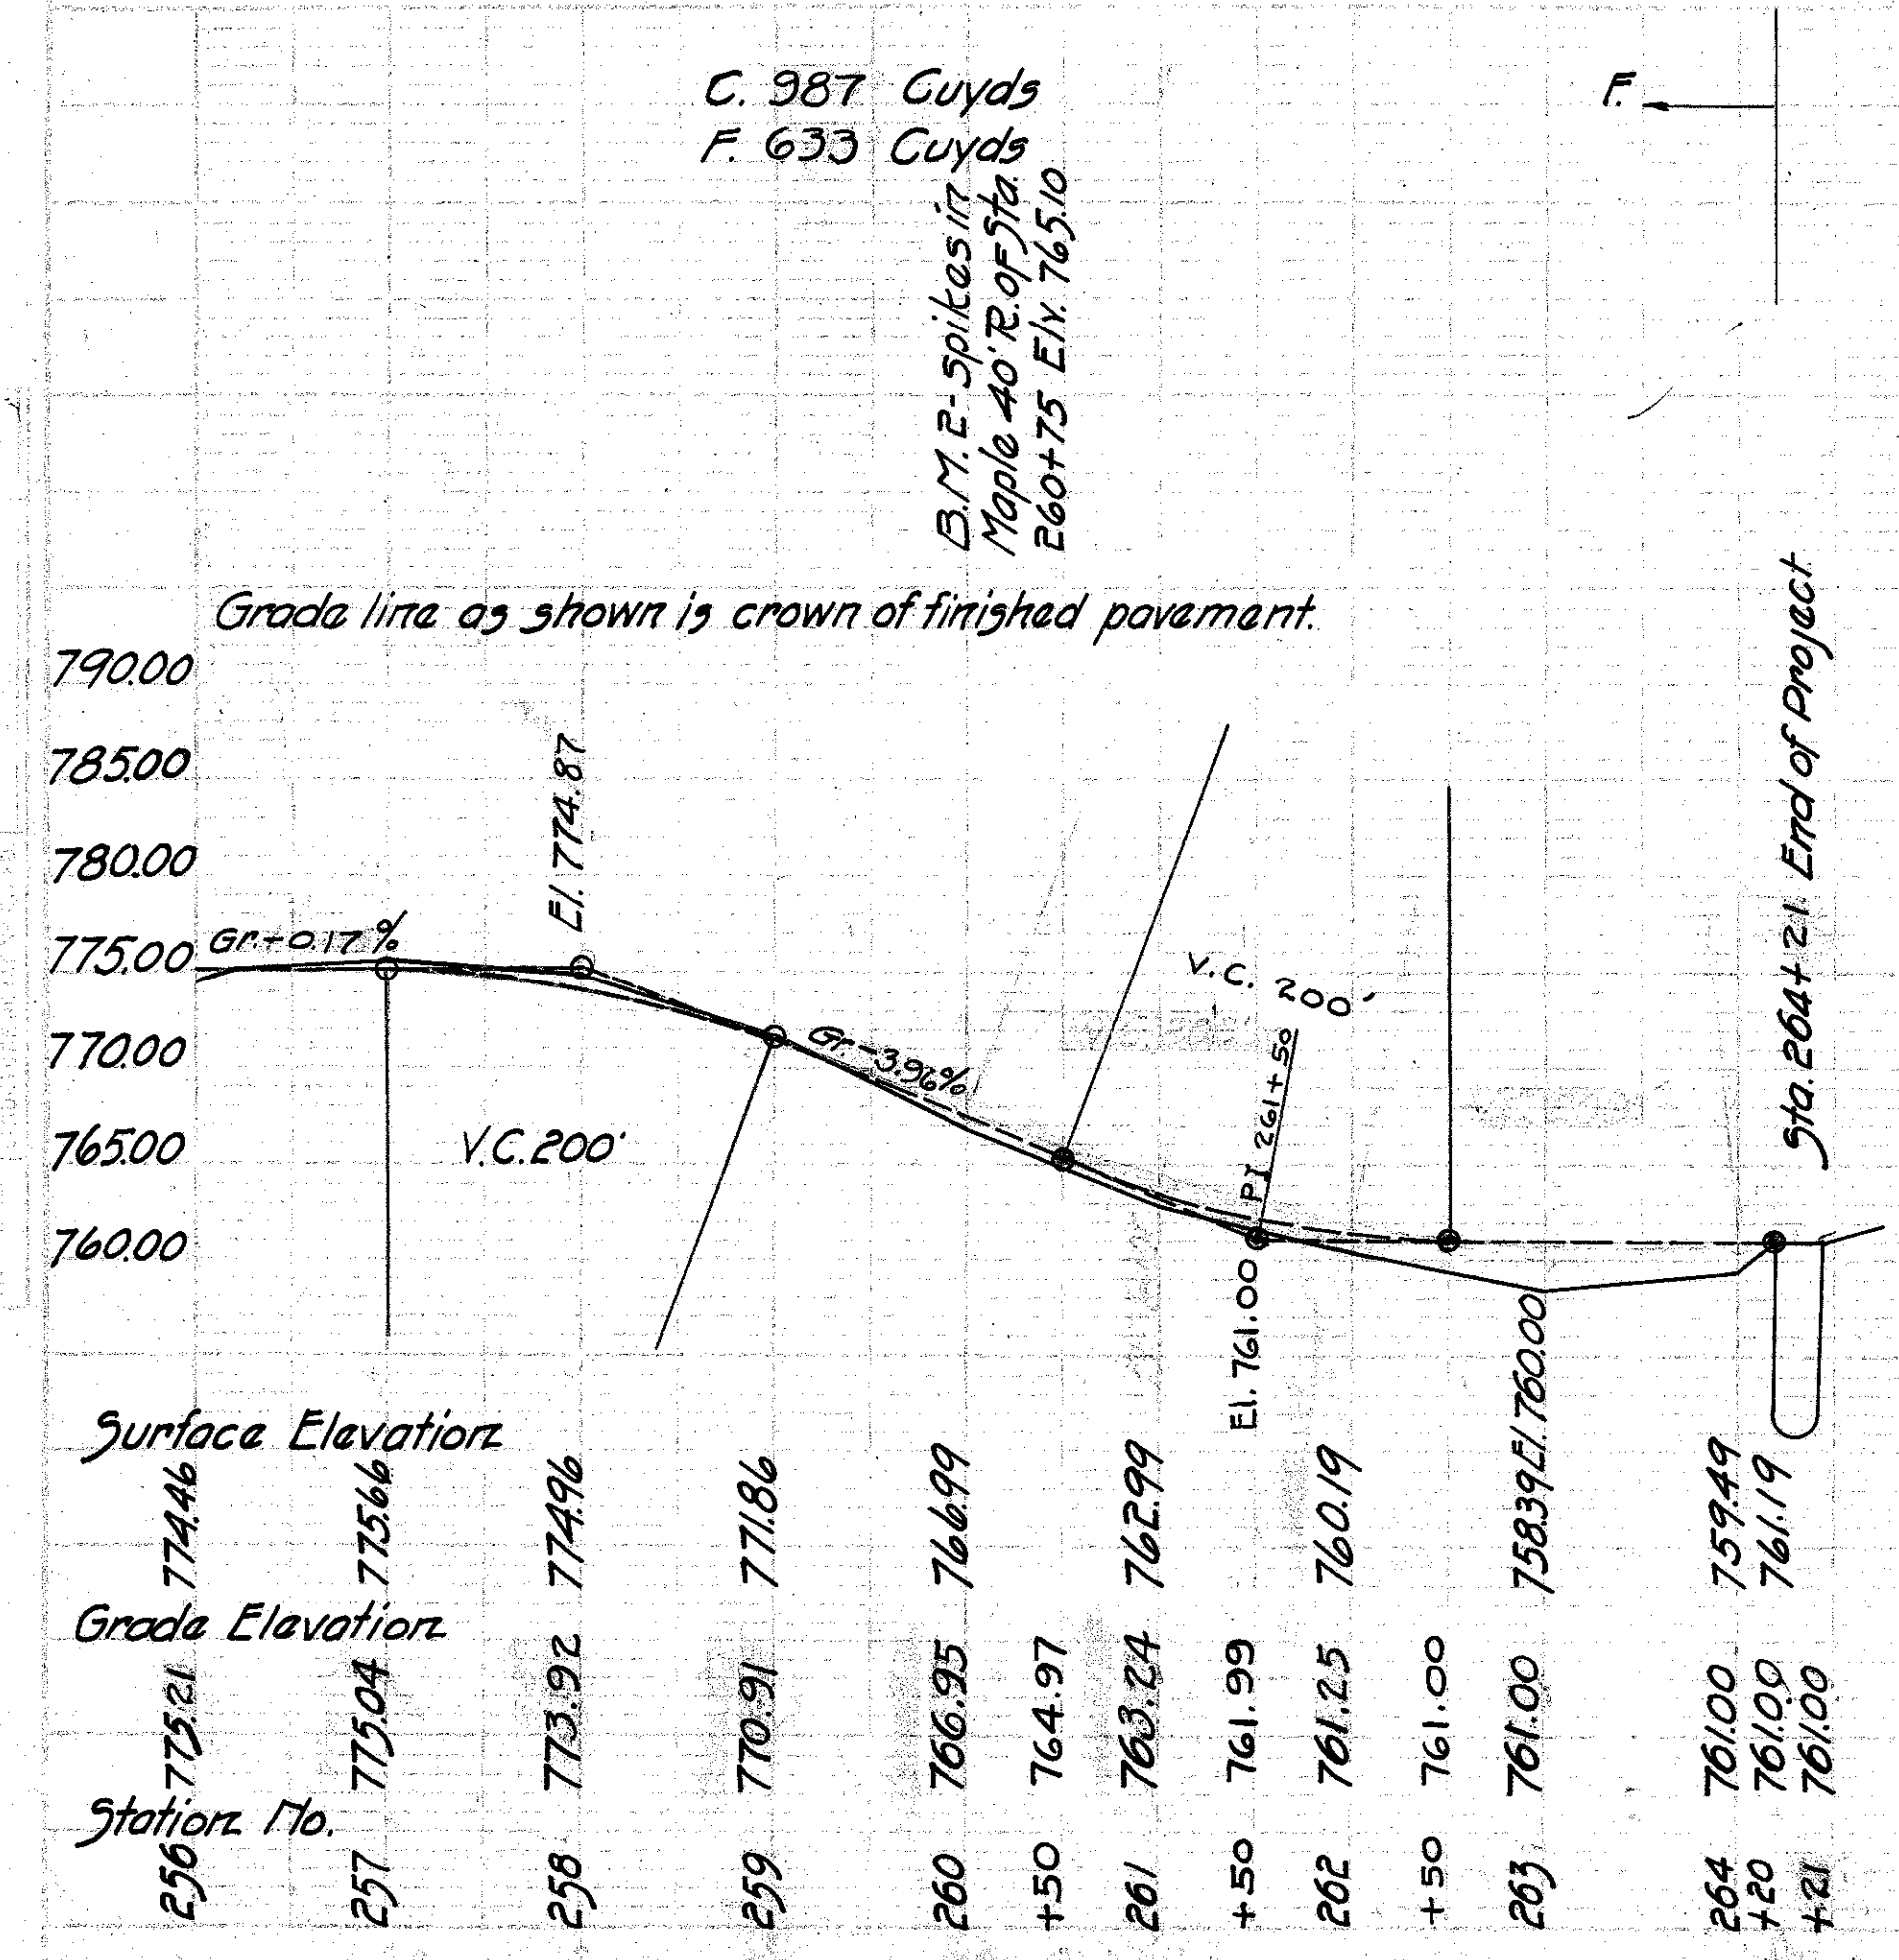 C. 987 Cuyds
F. 633 Cuyds
F.
B.M. 2-Spikes in
Maple 40' R. of Sta.
260+75 Elv. 765.10
Grade line as shown is crown of finished pavement.
790.00
785.00
780.00
775.00
770.00
765.00
760.00
Gr.-0.17%
El. 774.87
V.C. 200'
Gr.-3.96%
V.C. 200'
PI 261+50
El. 761.00
El. 760.00
Sta. 264+21 End of Project
Surface Elevation
774.46 775.66 774.96 771.86 766.99 762.99 760.19 758.39 759.49 761.19
Grade Elevation
775.21 775.04 773.92 770.91 766.95 764.97 763.24 761.99 761.25 761.00 761.00 761.00 761.00 761.00
Station No.
256 257 258 259 260 +50 261 +50 262 +50 263 264 +20 +21